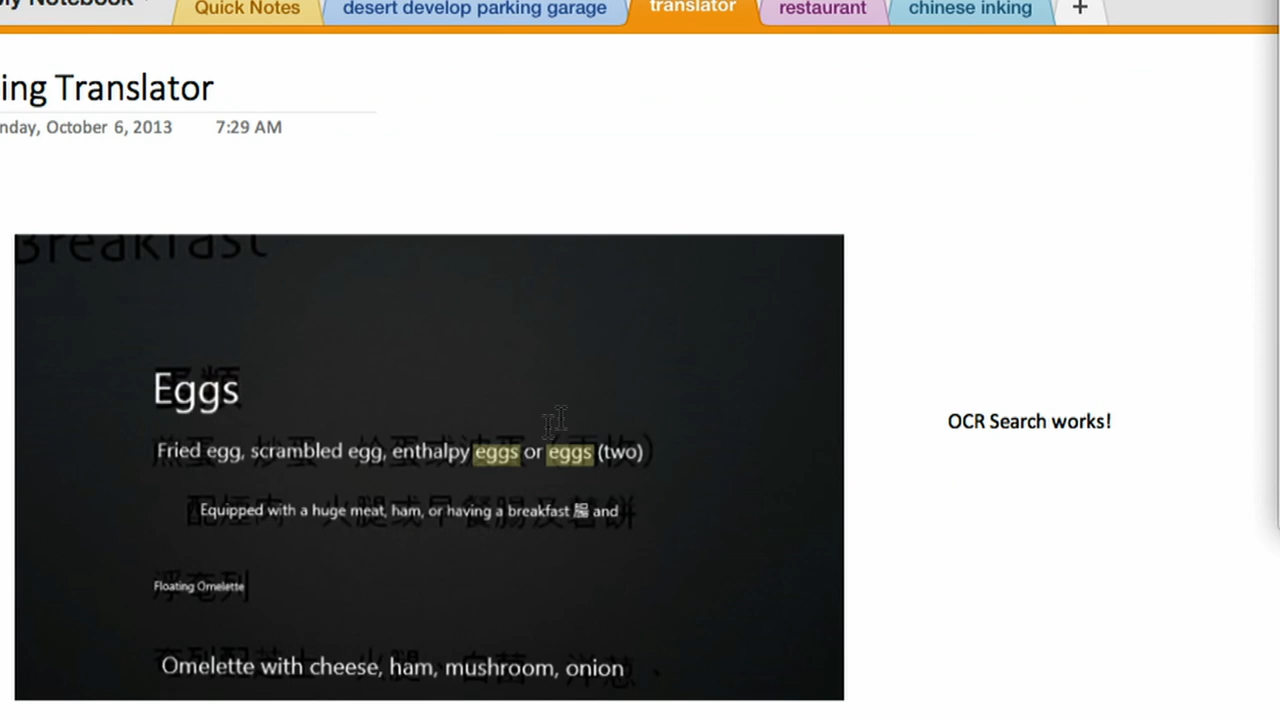 Quick Notes
desert develop parking garage
translator
restaurant
chinese inking
+
ing Translator
nday, October 6, 2013 7:29 AM
Breakfast
Eggs
Fried egg, scrambled egg, enthalpy eggs or eggs (two)
Equipped with a huge meat, ham, or having a breakfast 腸 and
Floating Omelette
Omelette with cheese, ham, mushroom, onion
OCR Search works!